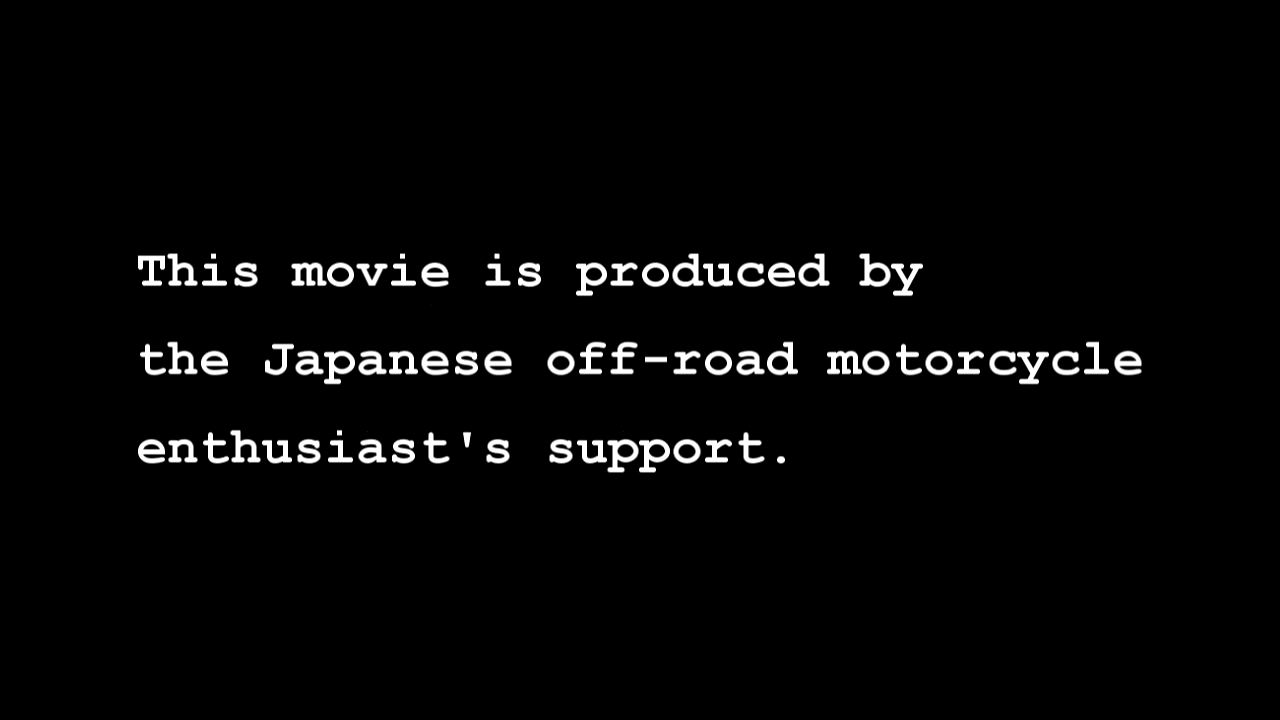 This movie is produced by
the Japanese off-road motorcycle
enthusiast's support.